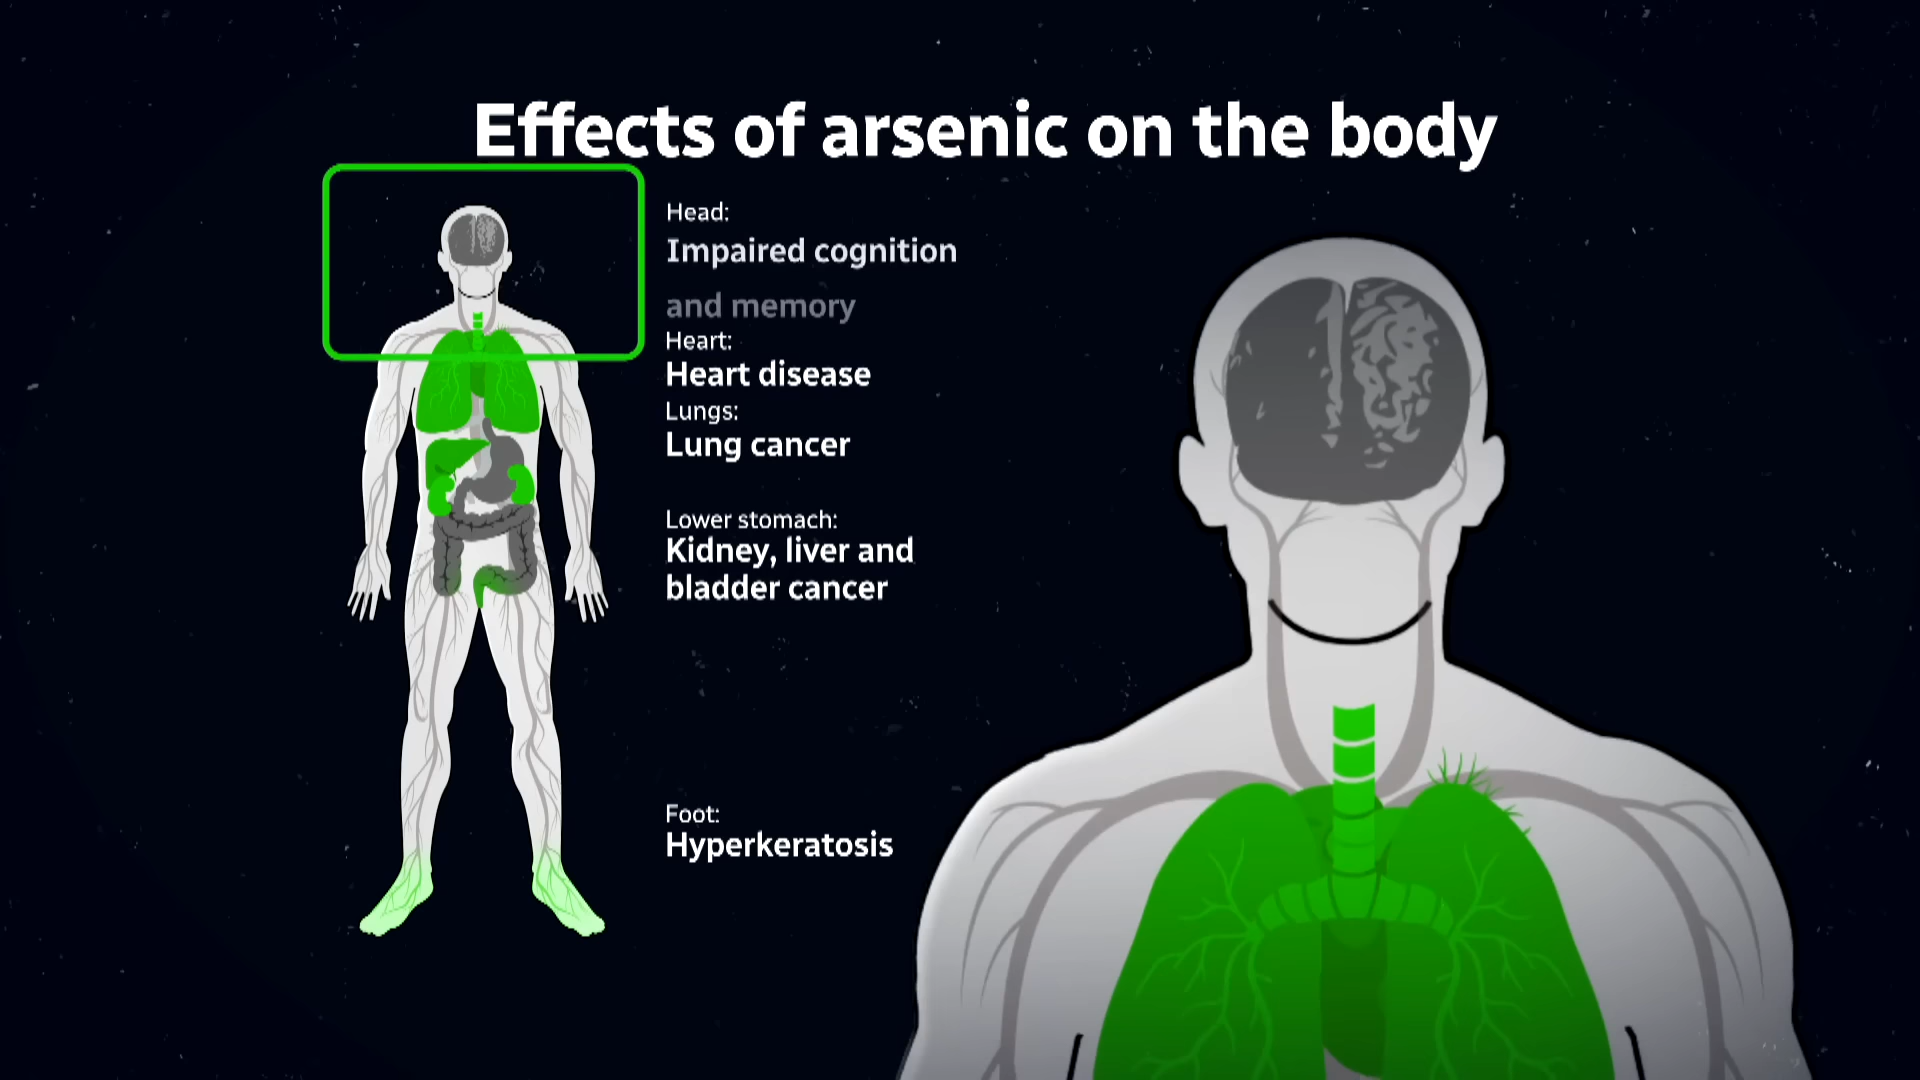 Effects of arsenic on the body
Head:
Impaired cognition
and memory
Heart:
Heart disease
Lungs:
Lung cancer
Lower stomach:
Kidney, liver and
bladder cancer
Foot:
Hyperkeratosis